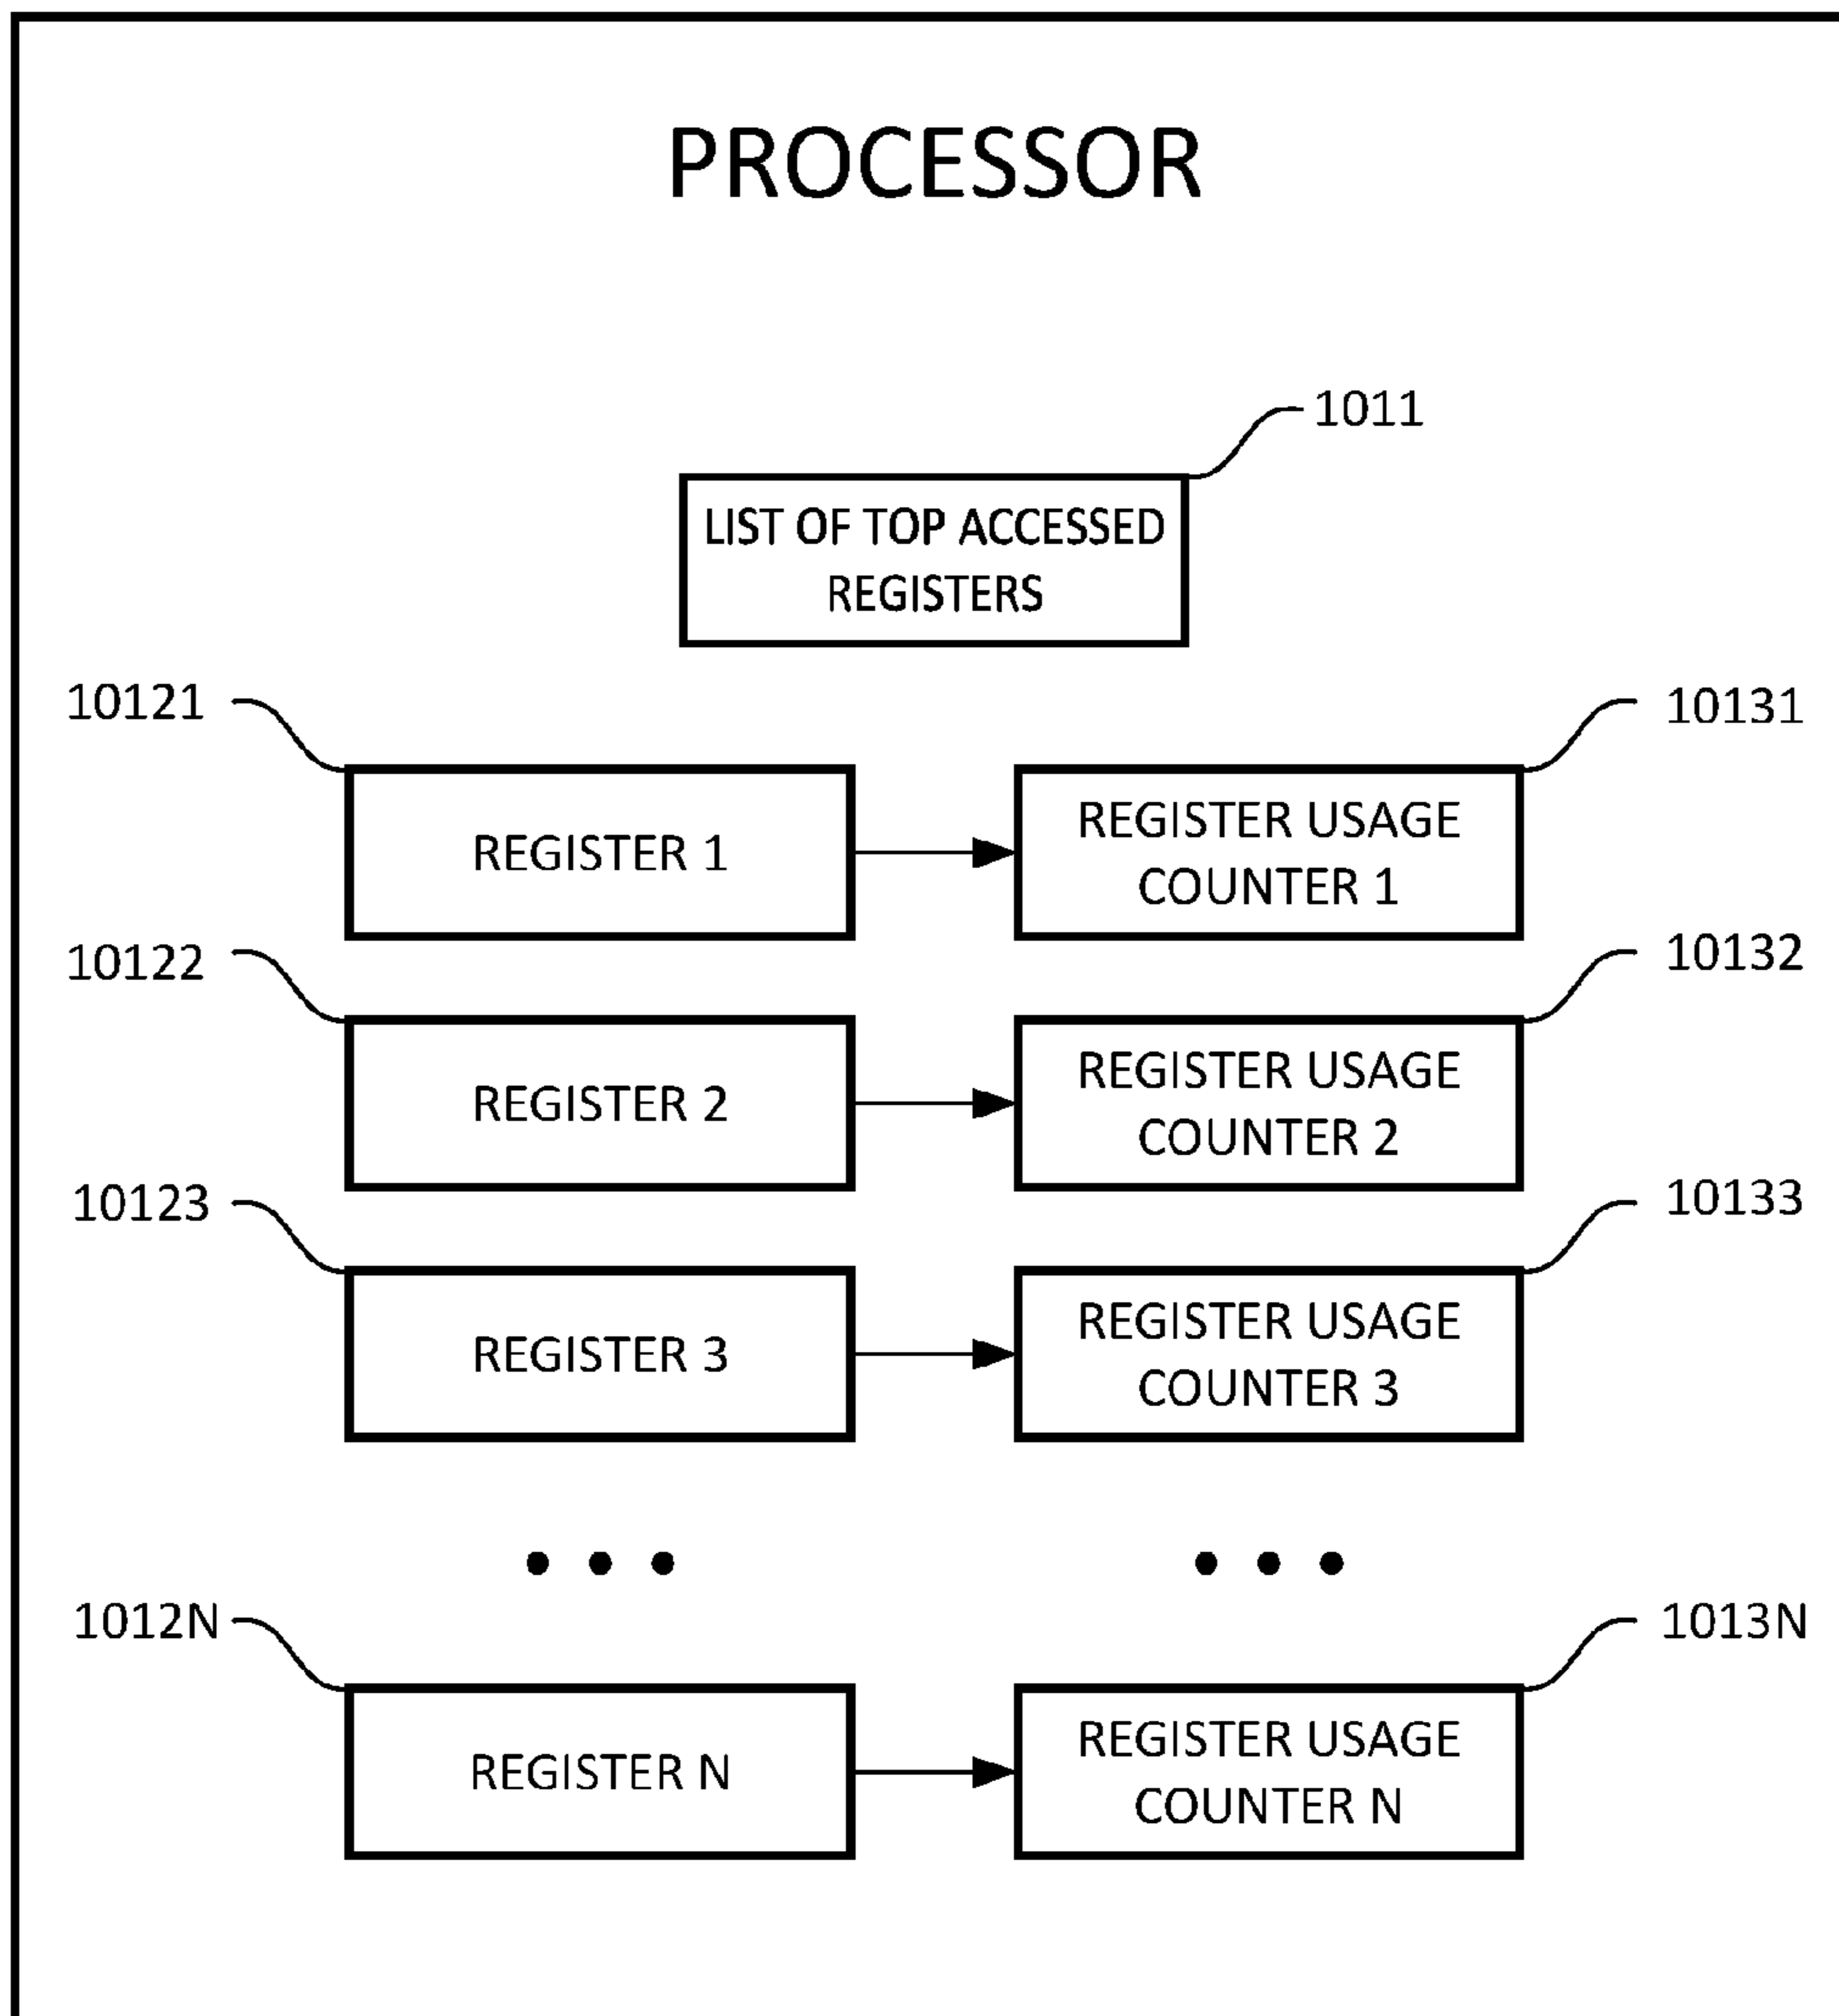 PROCESSOR
1011
LIST OF TOP ACCESSED
REGISTERS
10121
10131
REGISTER 1
REGISTER USAGE
COUNTER 1
10122
10132
REGISTER 2
REGISTER USAGE
COUNTER 2
10123
10133
REGISTER 3
REGISTER USAGE
COUNTER 3
• • •
• • •
1012N
1013N
REGISTER N
REGISTER USAGE
COUNTER N